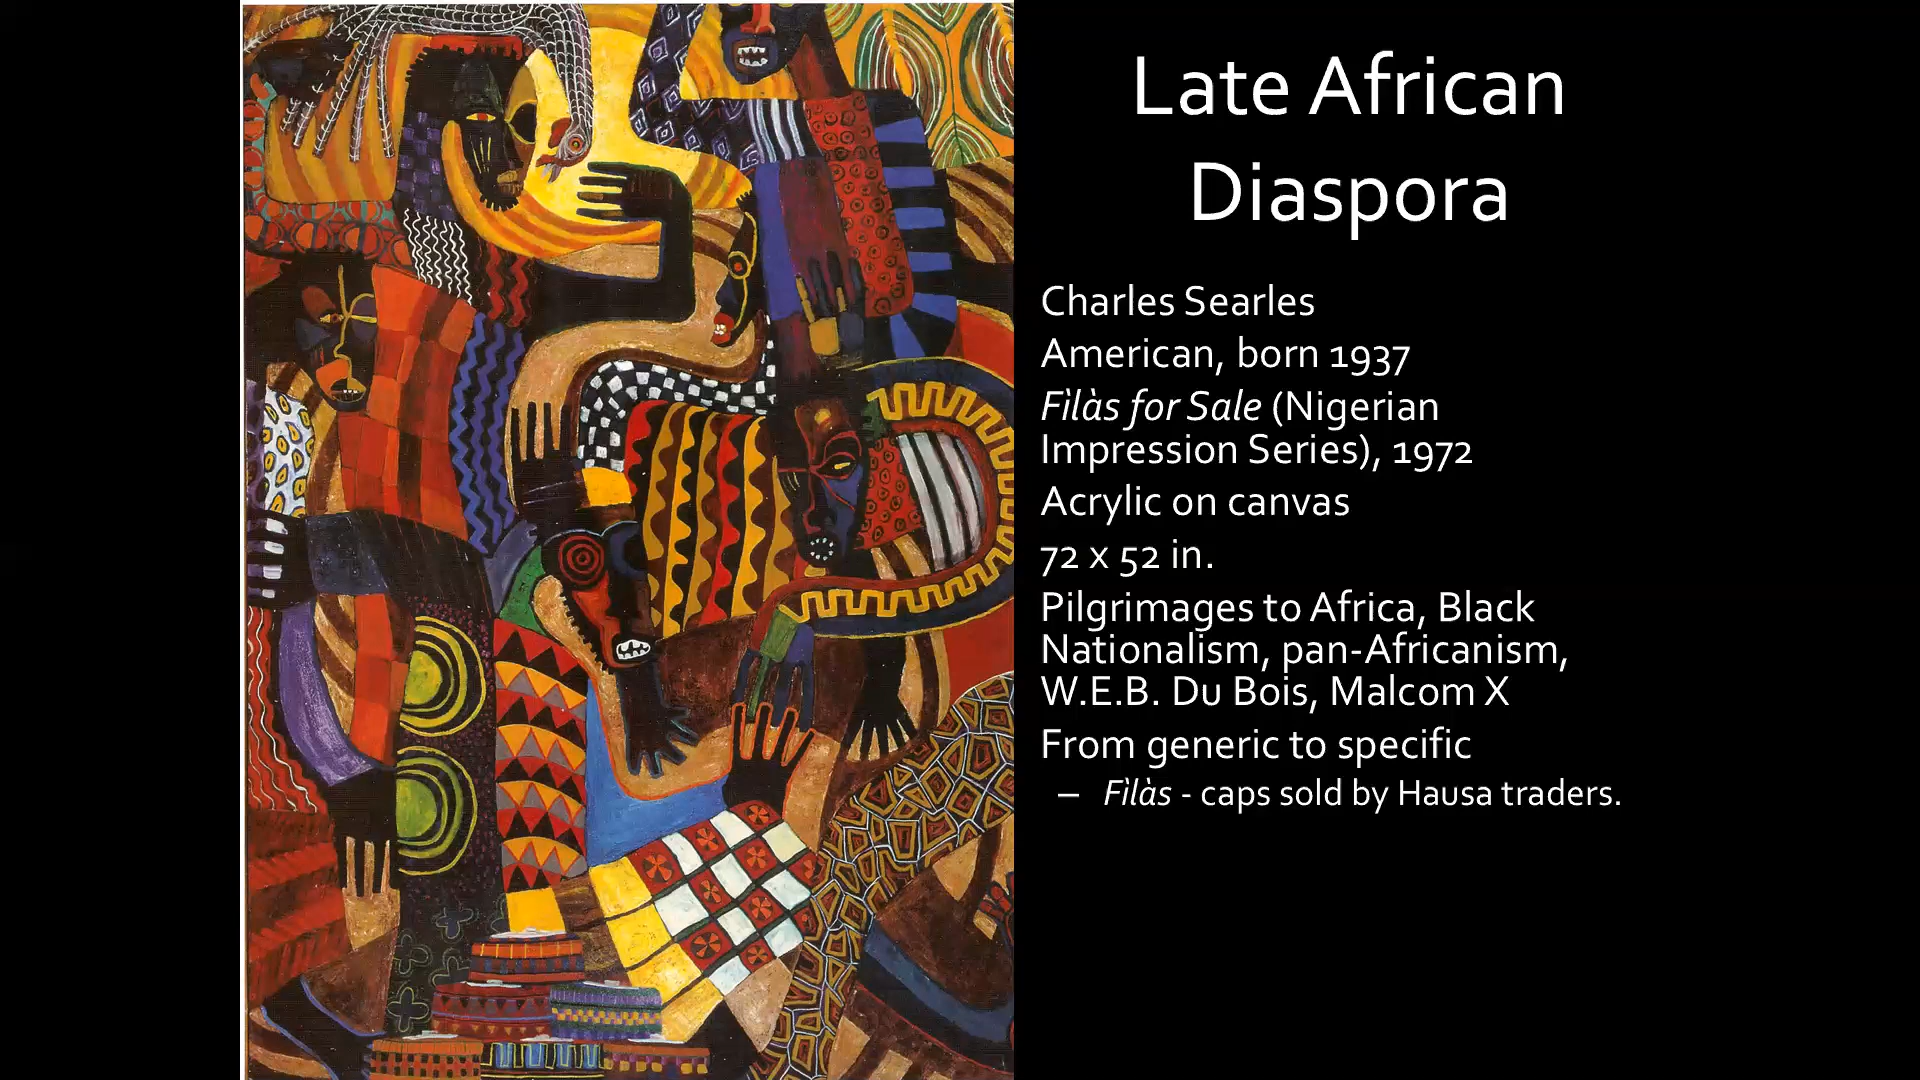 Late African
Diaspora
Charles Searles
American, born 1937
Fìlàs for Sale (Nigerian
Impression Series), 1972
Acrylic on canvas
72 x 52 in.
Pilgrimages to Africa, Black
Nationalism, pan-Africanism,
W.E.B. Du Bois, Malcom X
From generic to specific
– Fìlàs - caps sold by Hausa traders.